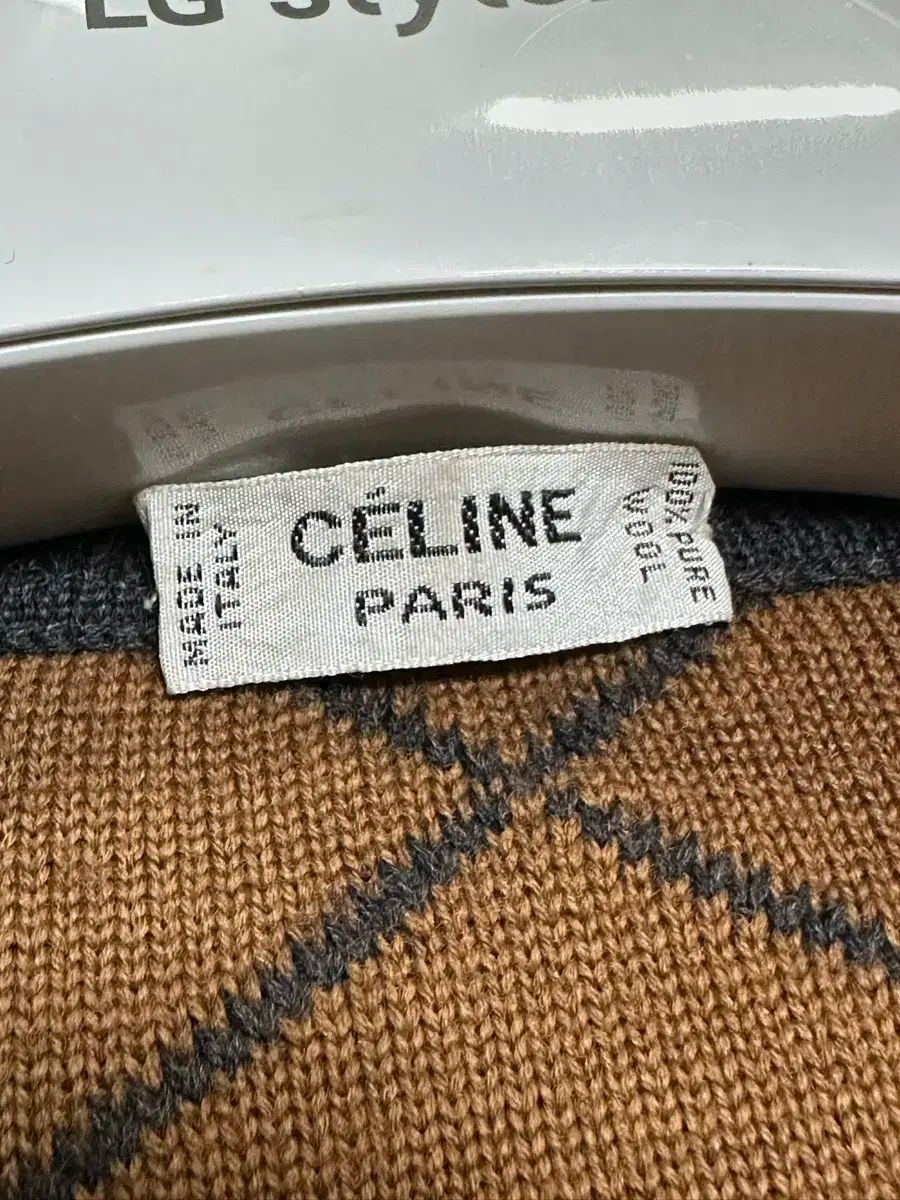 LG styler
MADE IN
ITALY
CÉLINE
PARIS
100% PURE
WOOL